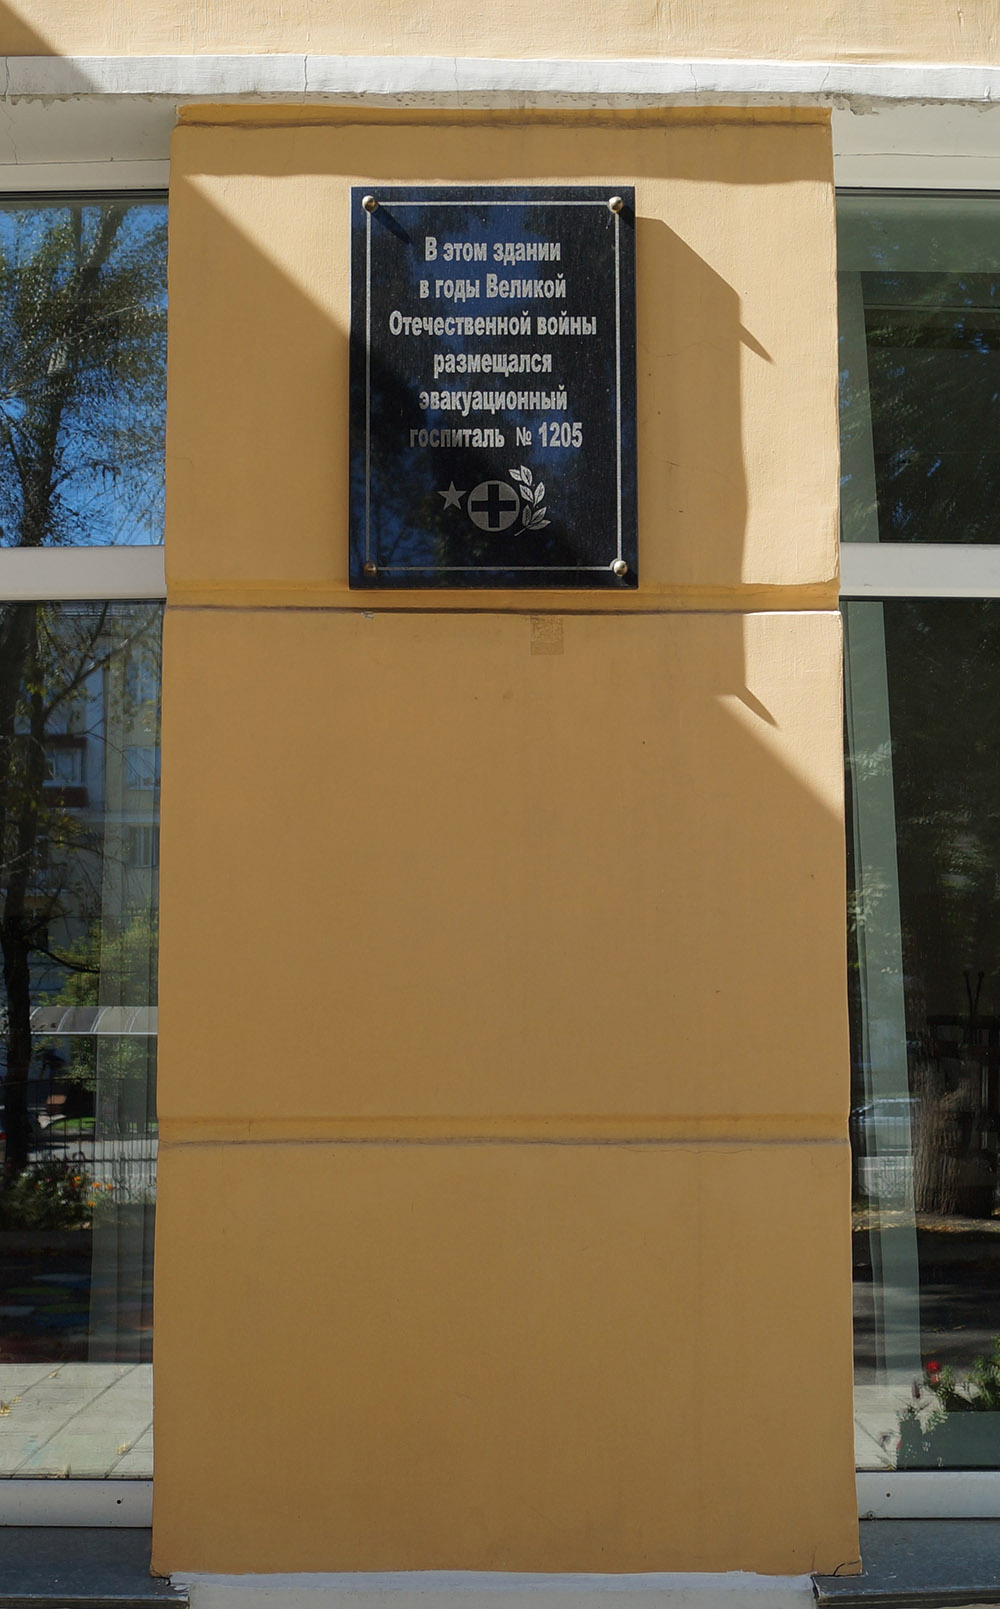 В этом здании
в годы Великой
Отечественной войны
размещался
эвакуационный
госпиталь № 1205